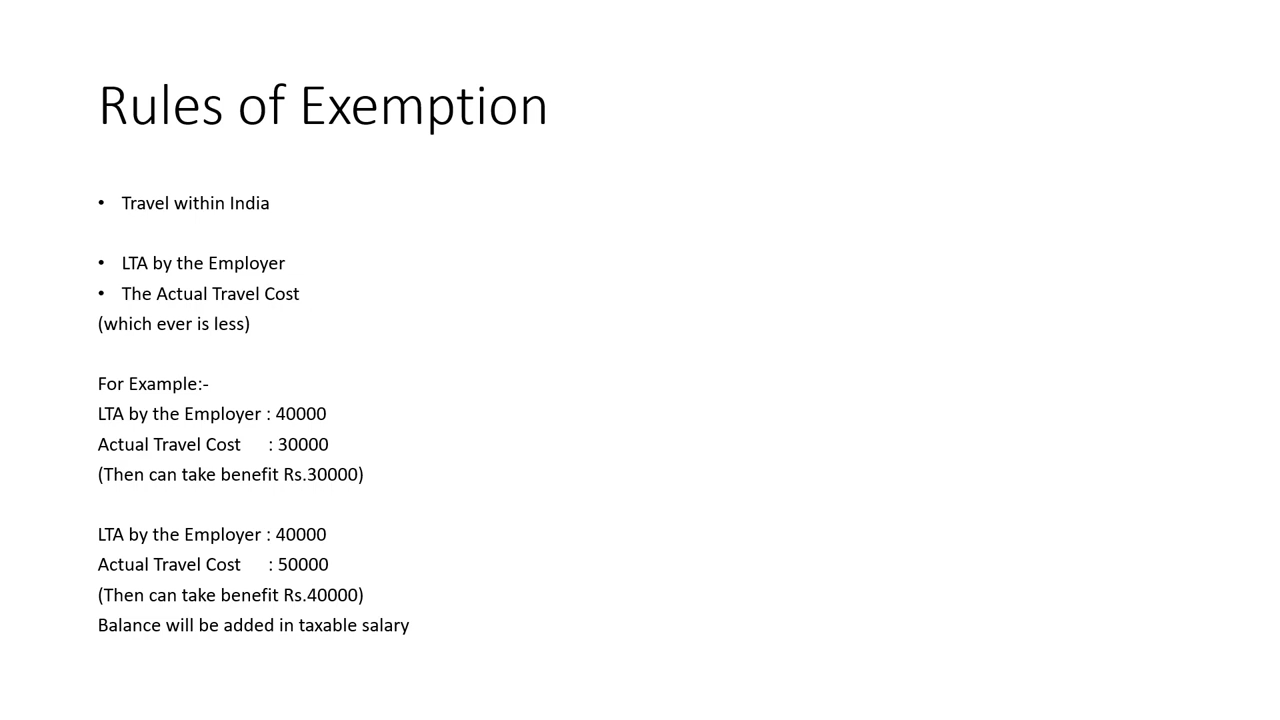 Rules of Exemption
• Travel within India
• LTA by the Employer
• The Actual Travel Cost
(which ever is less)
For Example:-
LTA by the Employer : 40000
Actual Travel Cost : 30000
(Then can take benefit Rs.30000)
LTA by the Employer : 40000
Actual Travel Cost : 50000
(Then can take benefit Rs.40000)
Balance will be added in taxable salary